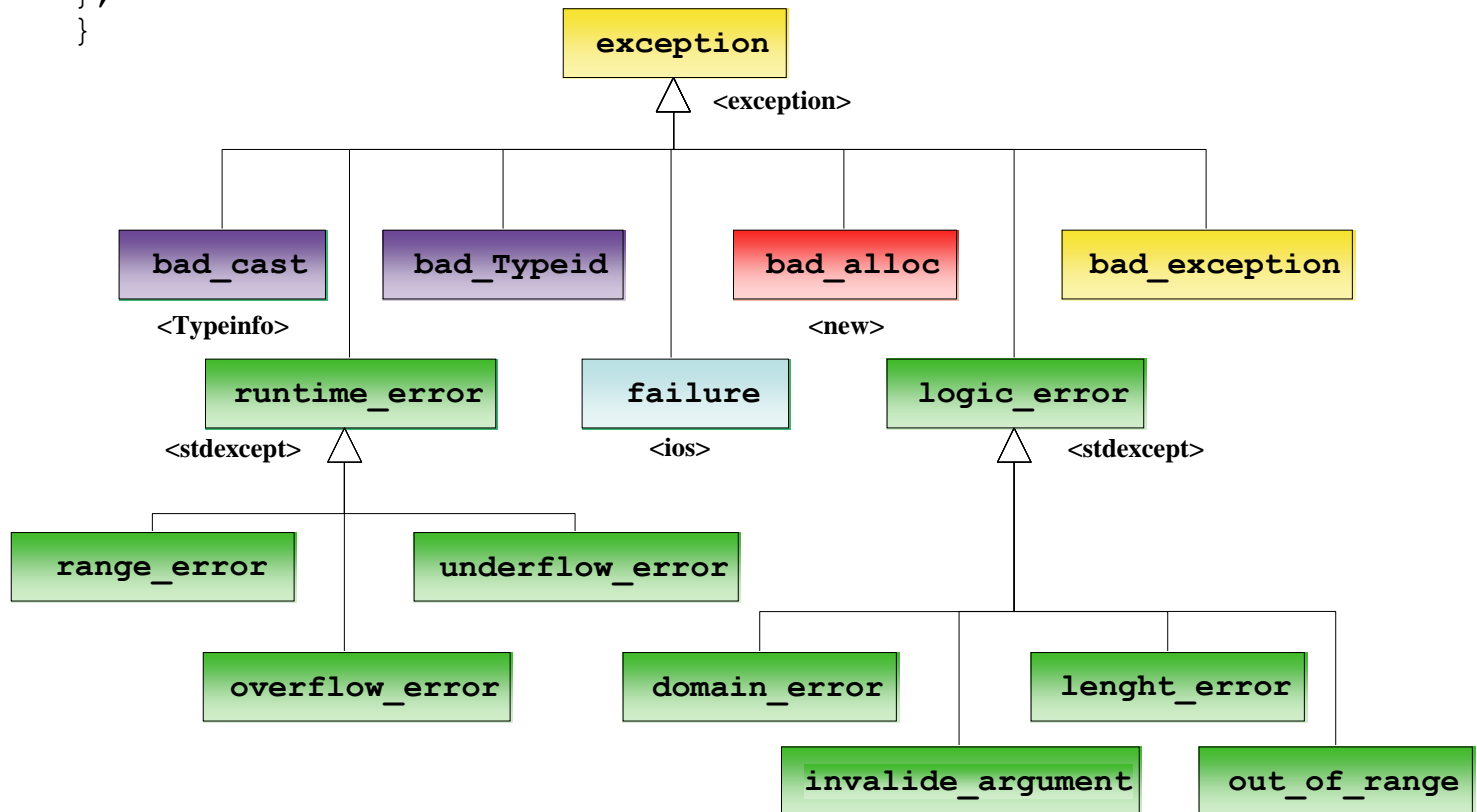 };
}
exception
<exception>
bad_cast
bad_Typeid
bad_alloc
bad_exception
<Typeinfo>
<new>
runtime_error
failure
logic_error
<stdexcept>
<ios>
<stdexcept>
range_error
underflow_error
overflow_error
domain_error
lenght_error
invalide_argument
out_of_range